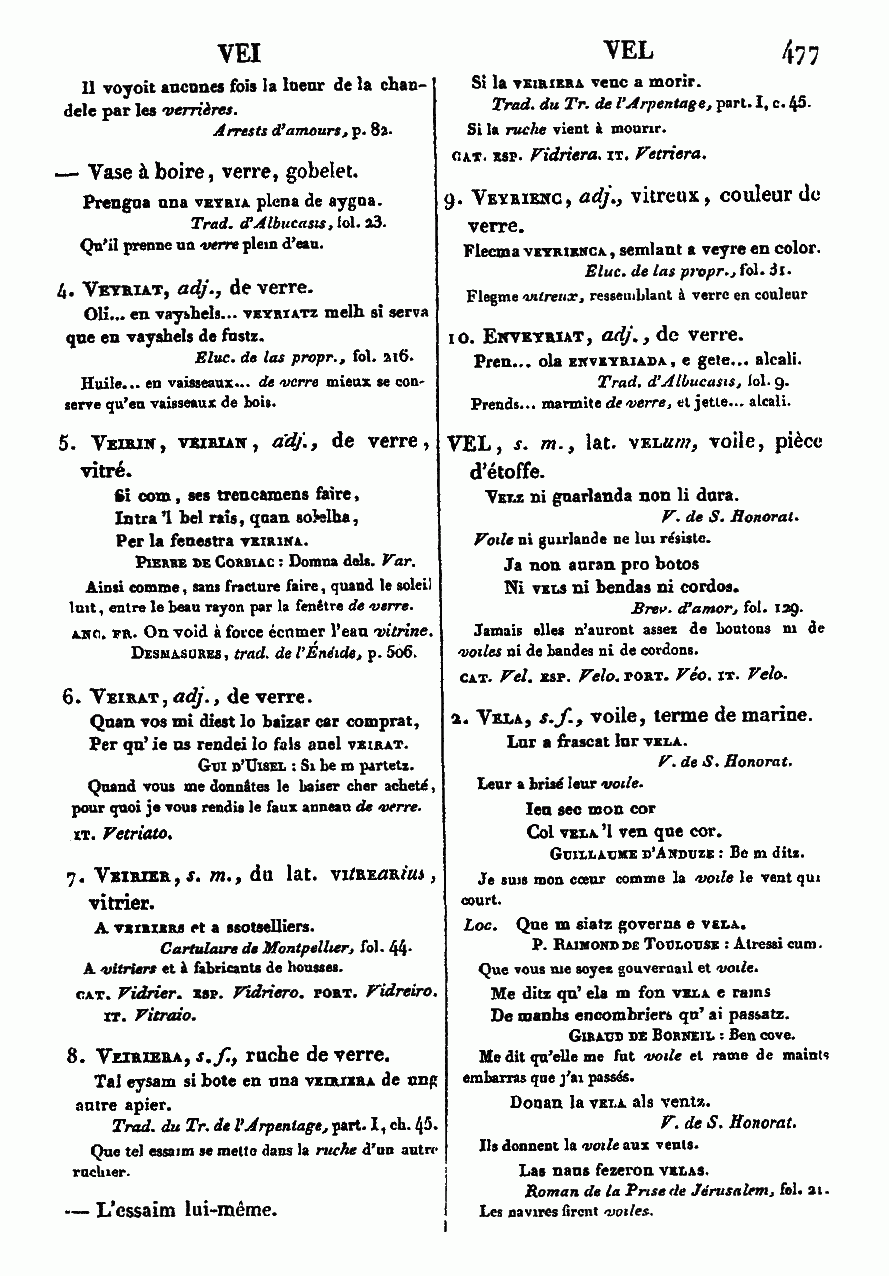 VEI
VEL 477
Il voyoit aucunes fois la lueur de la chan-
dele par les verrières.
Arrests d'amours, p. 82.
— Vase à boire, verre, gobelet.
Prengua una VEYRIA plena de aygua.
Trad. d'Albucasis, fol. 23.
Qu'il prenne un verre plein d'eau.
4. VEYRIAT, adj., de verre.
Oli... en vayshels... VEYRIATZ melh si serva
que en vayshels de fustz.
Eluc. de las propr., fol. 216.
Huile... en vaisseaux... de verre mieux se con-
serve qu'en vaisseaux de bois.
5. VEIRIN, VEIRIAN, adj., de verre,
vitré.
Si com, ses trencamens faire,
Intra 'l bel rais, quan solelha,
Per la fenestra VEIRINA.
PIERRE DE CORBIAC : Domna dels. Var.
Ainsi comme, sans fracture faire, quand le soleil
luit, entre le beau rayon par la fenêtre de verre.
ANC. FR. On void à force écumer l'eau vitrine.
DESMASURES, trad. de l'Énéide, p. 506.
6. VEIRAT, adj., de verre.
Quan vos mi diest lo baizar car comprat,
Per qu' ie us rendei lo fals anel VEIRAT.
GUI D'UISEL : Si be m partetz.
Quand vous me donnâtes le baiser cher acheté,
pour quoi je vous rendis le faux anneau de verre.
IT. Vetriato.
7. VEIRIER, s. m., du lat. VITREARIUS,
vitrier.
A VEIRIERS et a ssotselliers.
Cartulaire de Montpellier, fol. 44.
A vitriers et à fabricants de housses.
CAT. Vidrier. ESP. Vidriero. PORT. Vidreiro.
IT. Vitraio.
8. VEIRIERA, s. f., ruche de verre.
Tal eysam si bote en una VEIRIERA de ung
autre apier.
Trad. du Tr. de l'Arpentage, part. I, ch. 45.
Que tel essaim se metto dans la ruche d'un autre
ruchier.
— L'essaim lui-même.
Si la VEIRIERA venc a morir.
Trad. du Tr. de l'Arpentage, part. I, c. 45.
Si la ruche vient à mourir.
CAT. ESP. Vidriera. IT. Vetriera.
9. VEYRIENC, adj., vitreux, couleur de
verre.
Flecma VEYRIENCA, semlant a veyre en color.
Eluc. de las propr., fol. 31.
Flegme vitreux, ressemblant à verre en couleur
10. ENVEYRIAT, adj., de verre.
Pren... ola ENVEYRIADA, e gete... alcali.
Trad. d'Albucasis, fol. 9.
Prends... marmite de verre, et jette... alcali.
VEL, s. m., lat. VELUM, voile, pièce
d'étoffe.
VELZ ni guarlanda non li dura.
V. de S. Honorat.
Voile ni guirlande ne lui résiste.
Ja non auran pro botos
Ni VELS ni bendas ni cordos.
Brev. d'amor, fol. 129.
Jamais elles n'auront assez de boutons ni de
voiles ni de bandes ni de cordons.
CAT. Vel. ESP. Velo. PORT. Véo. IT. Velo.
2. VELA, s. f., voile, terme de marine.
Lur a frascat lur VELA.
V. de S. Honorat.
Leur a brisé leur voile.
Ieu sec mon cor
Col VELA 'l ven que cor.
GUILLAUME D'ANDUZE : Be m ditz.
Je suis mon cœur comme la voile le vent qui
court.
Loc. Que m siatz governs e VELA.
P. RAIMOND DE TOULOUSE : Atressi cum.
Que vous me soyez gouvernail et voile.
Me ditz qu' ela m fon VELA e rams
De manhs encombriers qu' ai passatz.
GIRAUD DE BORNEIL : Ben cove.
Me dit qu'elle me fut voile et rame de maints
embarras que j'ai passés.
Donan la VELA als ventz.
V. de S. Honorat.
Ils donnent la voile aux vents.
Las naus fezeron VELAS.
Roman de la Prise de Jérusalem, fol. 21.
Les navires firent voiles.